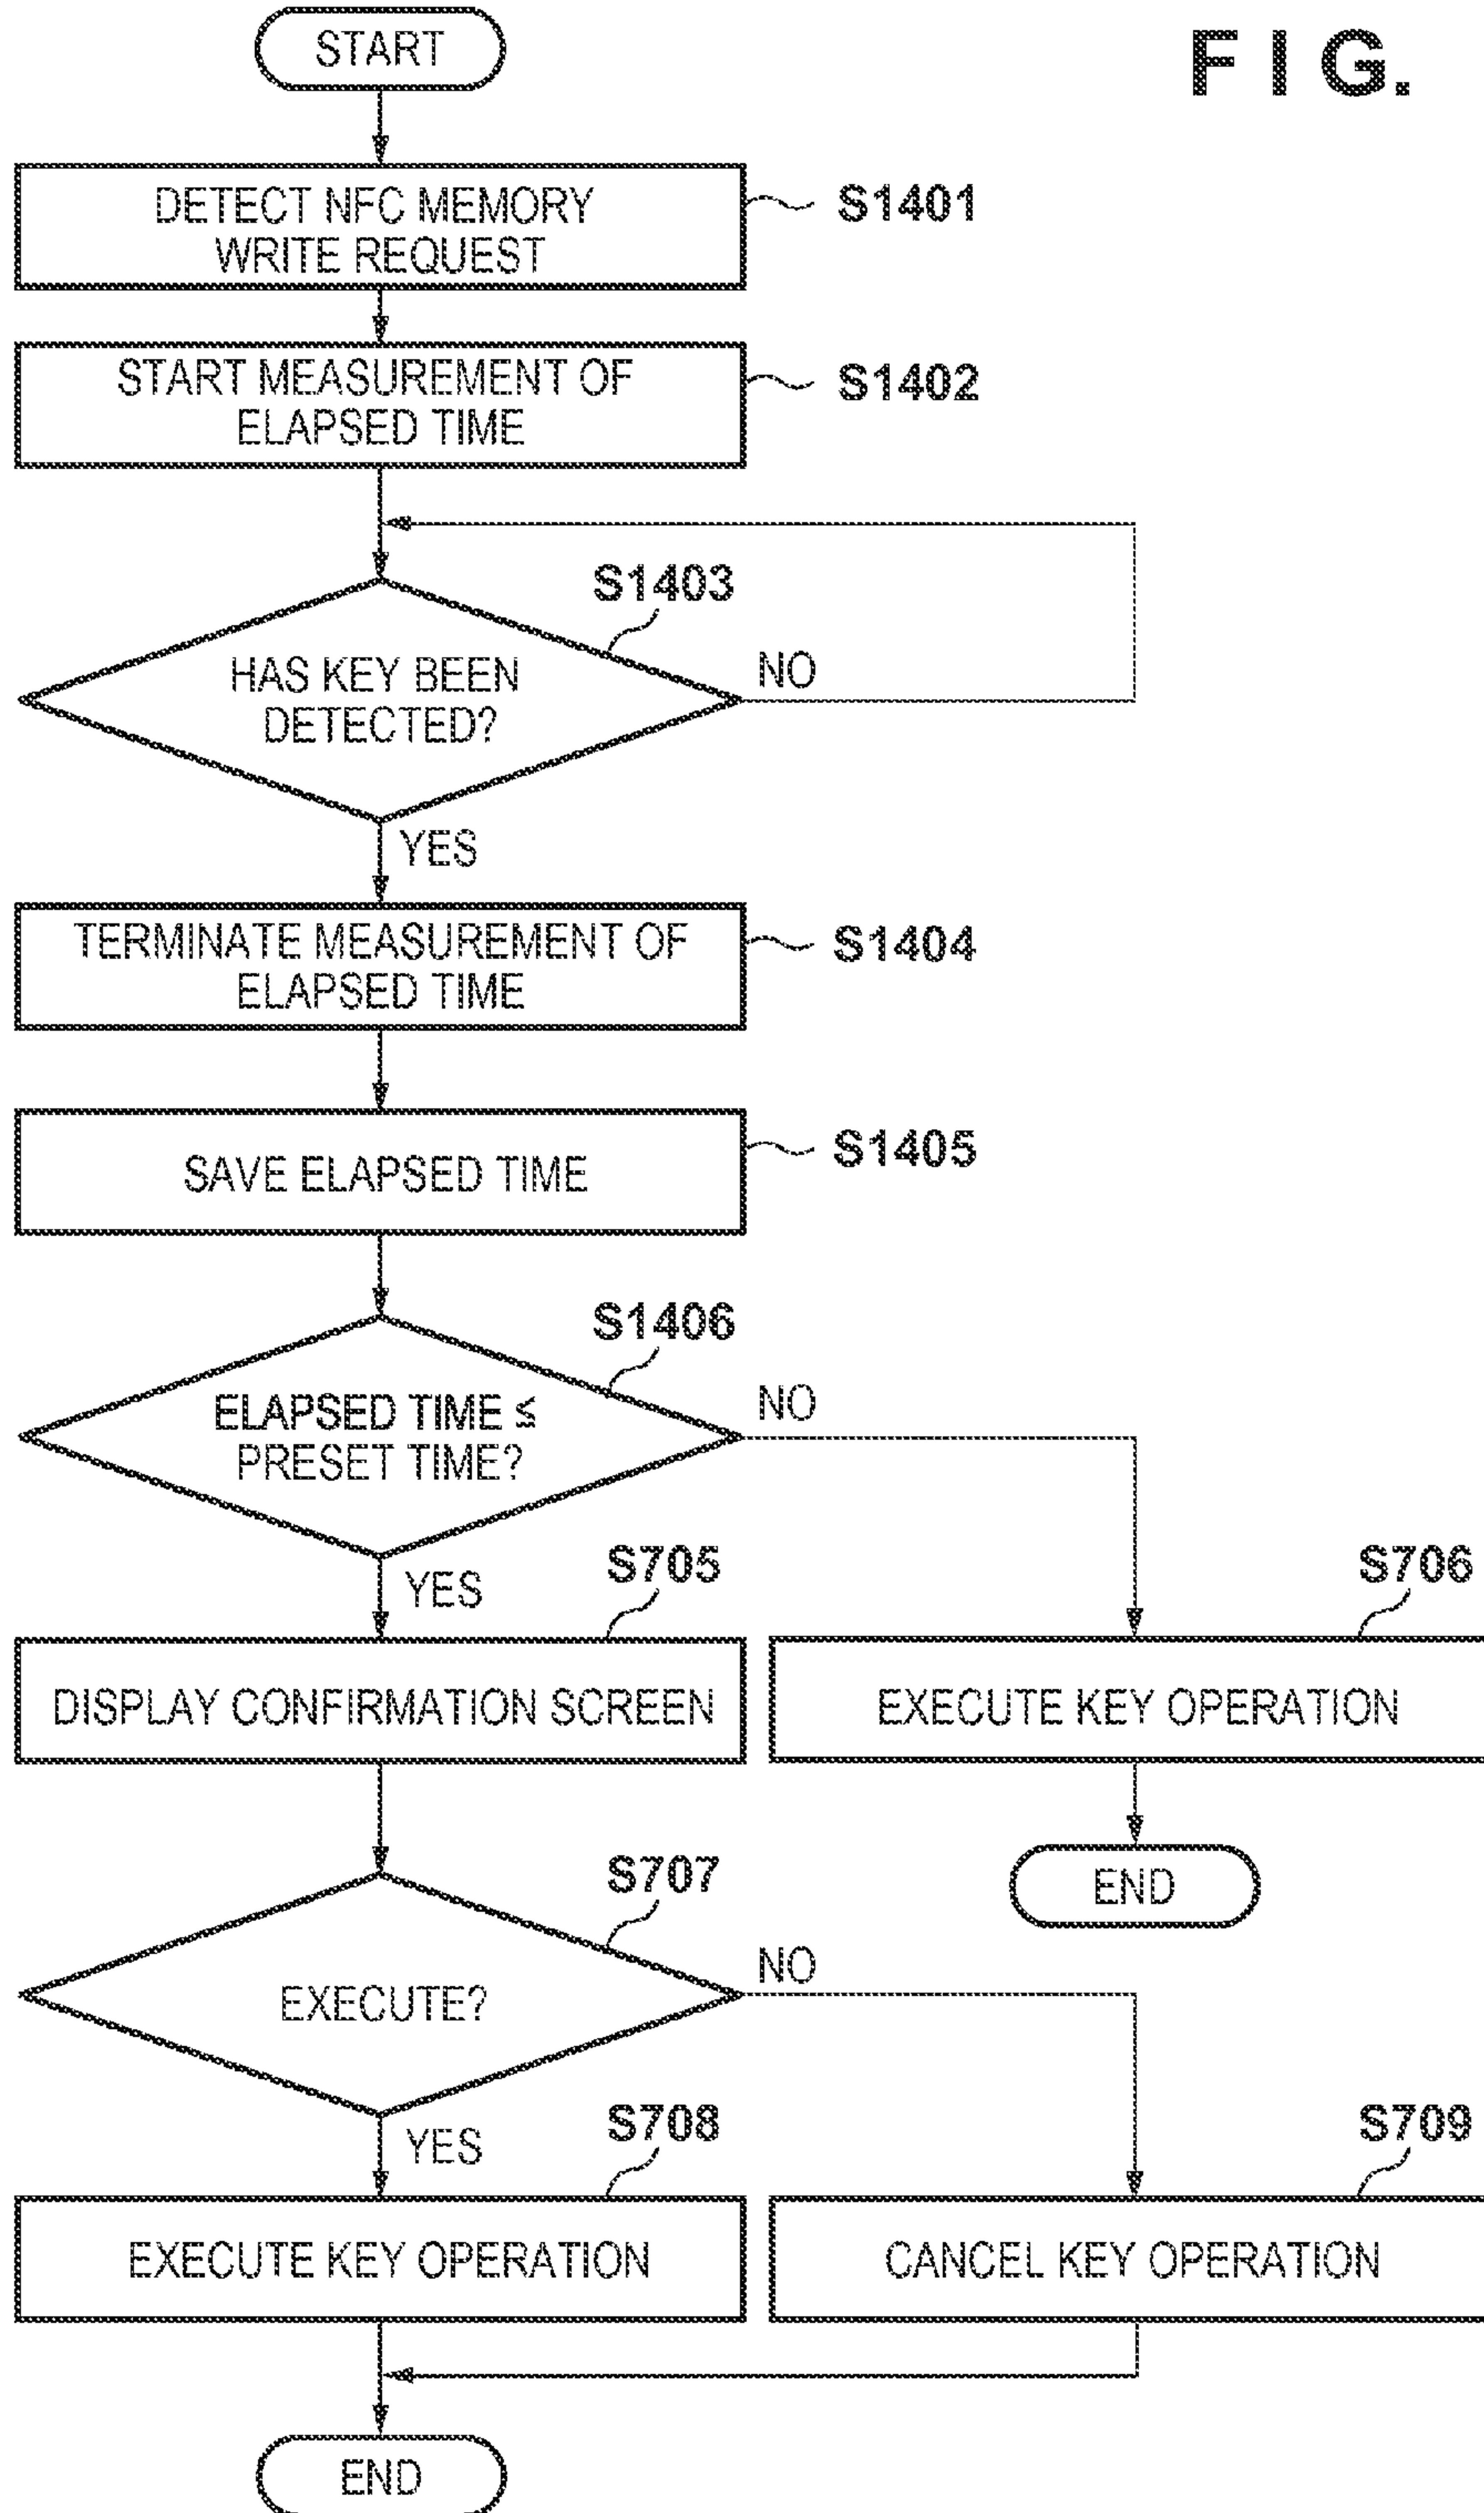 START
F I G.
DETECT NFC MEMORY
WRITE REQUEST
S1401
START MEASUREMENT OF
ELAPSED TIME
S1402
S1403
HAS KEY BEEN
DETECTED?
NO
YES
TERMINATE MEASUREMENT OF
ELAPSED TIME
S1404
SAVE ELAPSED TIME
S1405
S1406
ELAPSED TIME ≤
PRESET TIME?
NO
YES
S705
S706
DISPLAY CONFIRMATION SCREEN
EXECUTE KEY OPERATION
END
S707
EXECUTE?
NO
YES
S708
S709
EXECUTE KEY OPERATION
CANCEL KEY OPERATION
END